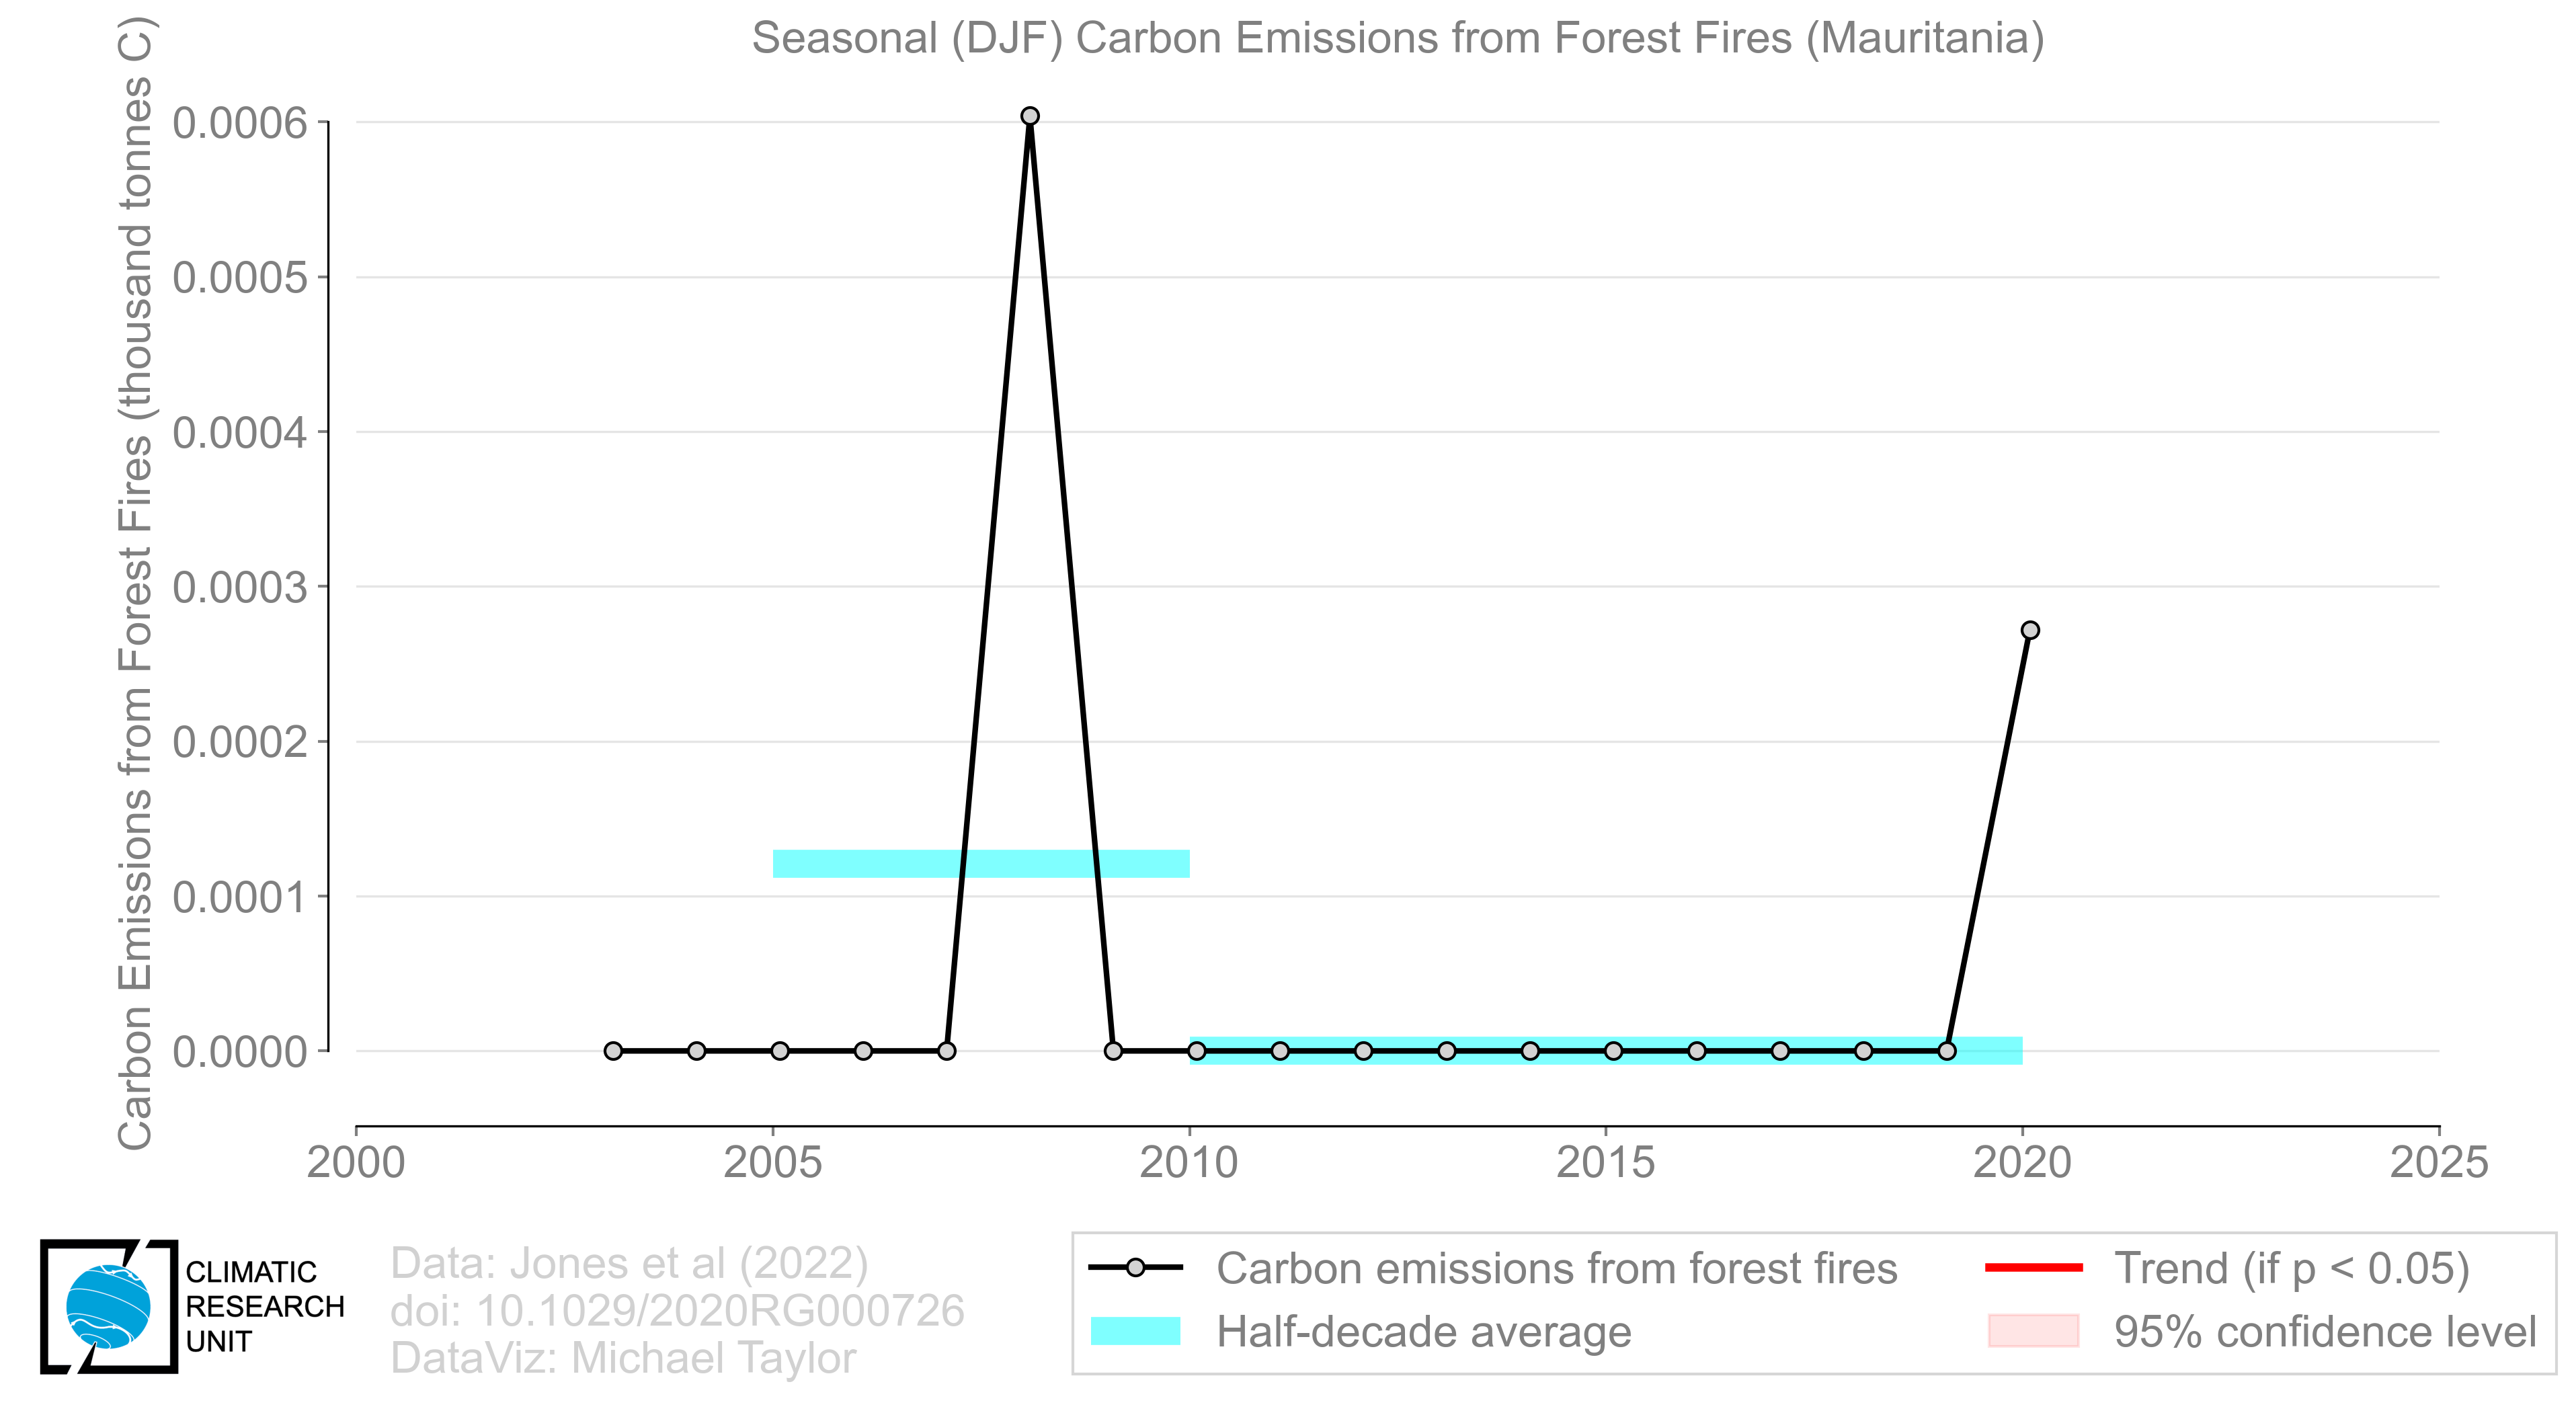 Seasonal (DJF) Carbon Emissions from Forest Fires (Mauritania)
Carbon Emissions from Forest Fires (thousand tonnes C)
0.0006
0.0005
0.0004
0.0003
0.0002
0.0001
0.0000
2000 2005 2010 2015 2020 2025
CLIMATIC
RESEARCH
UNIT
Data: Jones et al (2022)
doi: 10.1029/2020RG000726
DataViz: Michael Taylor
Carbon emissions from forest fires
Half-decade average
Trend (if p < 0.05)
95% confidence level